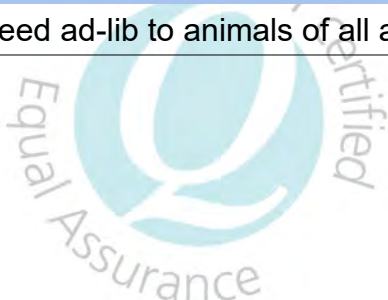 eed ad-lib to animals of all a
Certified
Q
Equal Assurance